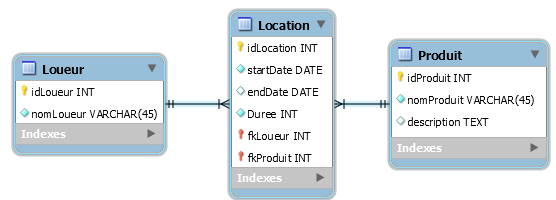 Loueur
idLoueur INT
nomLoueur VARCHAR(45)
Indexes
Location
idLocation INT
startDate DATE
endDate DATE
Duree INT
fkLoueur INT
fkProduit INT
Indexes
Produit
idProduit INT
nomProduit VARCHAR(45)
description TEXT
Indexes